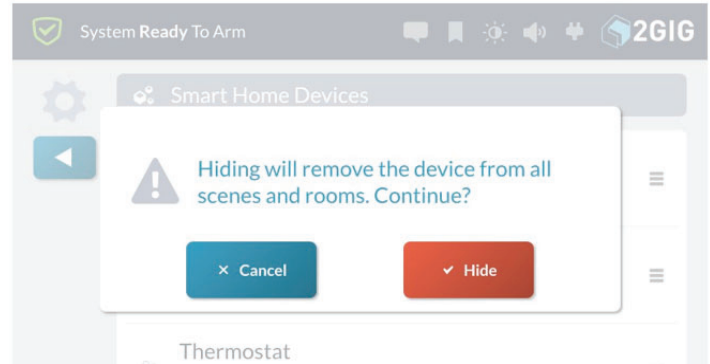 System Ready To Arm
2GIG
Smart Home Devices
Hiding will remove the device from all
scenes and rooms. Continue?
× Cancel
✓ Hide
Thermostat